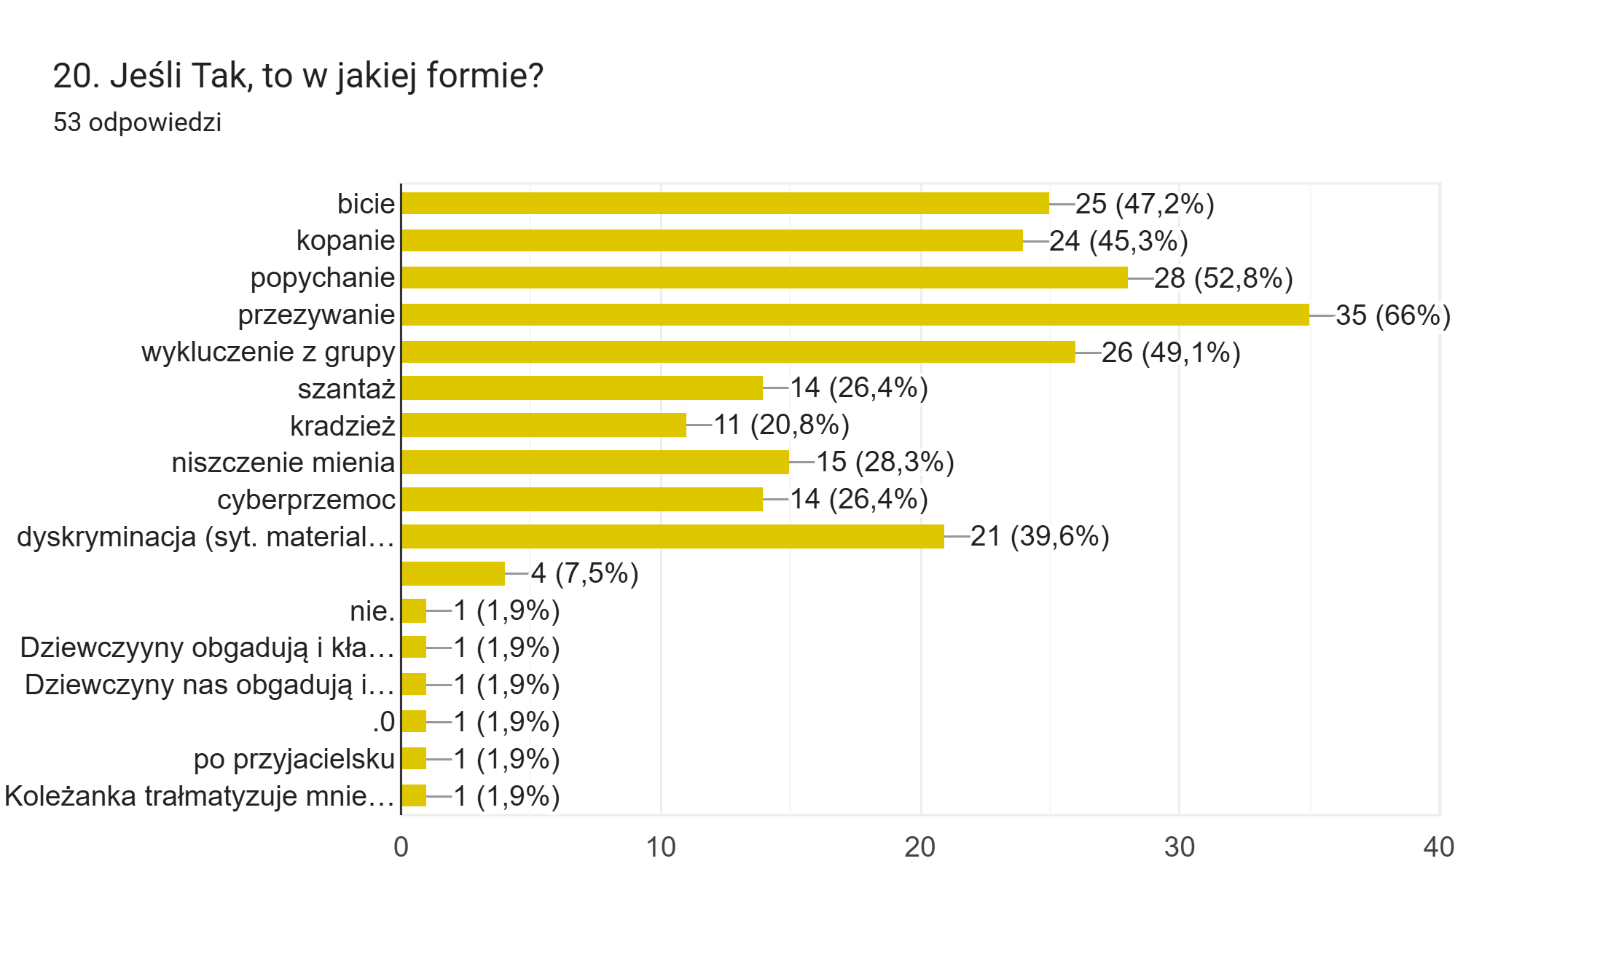 20. Jeśli Tak, to w jakiej formie?
53 odpowiedzi
bicie 25 (47,2%)
kopanie 24 (45,3%)
popychanie 28 (52,8%)
przezywanie 35 (66%)
wykluczenie z grupy 26 (49,1%)
szantaż 14 (26,4%)
kradzież 11 (20,8%)
niszczenie mienia 15 (28,3%)
cyberprzemoc 14 (26,4%)
dyskryminacja (syt. material… 21 (39,6%)
4 (7,5%)
nie. 1 (1,9%)
Dziewczyyny obgadują i kła… 1 (1,9%)
Dziewczyny nas obgadują i… 1 (1,9%)
.0 1 (1,9%)
po przyjacielsku 1 (1,9%)
Koleżanka trałmatyzuje mnie… 1 (1,9%)
0 10 20 30 40